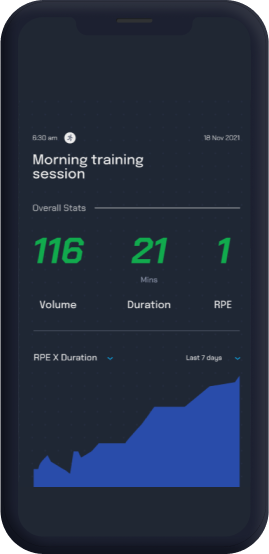 6:30 am
18 Nov 2021
Morning training
session
Overall Stats
116 21 1
Mins
Volume Duration RPE
RPE X Duration Last 7 days